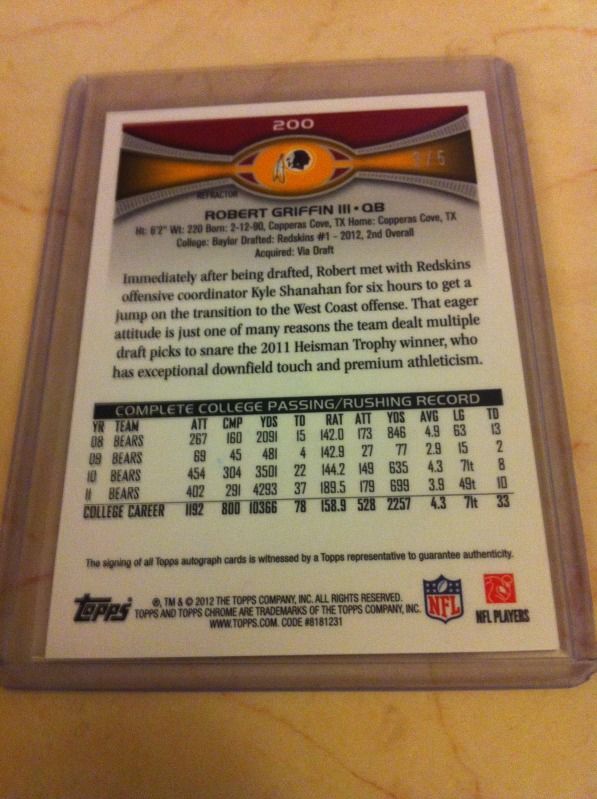 200
3/5
REFRACTOR
ROBERT GRIFFIN III • QB
Ht: 6'2" Wt: 220 Born: 2-12-90, Copperas Cove, TX Home: Copperas Cove, TX
College: Baylor Drafted: Redskins #1 - 2012, 2nd Overall
Acquired: Via Draft
Immediately after being drafted, Robert met with Redskins
offensive coordinator Kyle Shanahan for six hours to get a
jump on the transition to the West Coast offense. That eager
attitude is just one of many reasons the team dealt multiple
draft picks to snare the 2011 Heisman Trophy winner, who
has exceptional downfield touch and premium athleticism.
COMPLETE COLLEGE PASSING/RUSHING RECORD
YR TEAM ATT CMP YDS TD RAT ATT YDS AVG LG TD
08 BEARS 267 160 2091 15 142.0 173 846 4.9 63 13
09 BEARS 69 45 481 4 142.9 27 77 2.9 15 2
10 BEARS 454 304 3501 22 144.2 149 635 4.3 71t 8
11 BEARS 402 291 4293 37 189.5 179 699 3.9 49t 10
COLLEGE CAREER 1192 800 10366 78 158.9 528 2257 4.3 71t 33
The signing of all Topps autograph cards is witnessed by a Topps representative to guarantee authenticity.
Topps
®, TM & © 2012 THE TOPPS COMPANY, INC. ALL RIGHTS RESERVED.
TOPPS AND TOPPS CHROME ARE TRADEMARKS OF THE TOPPS COMPANY, INC.
WWW.TOPPS.COM. CODE #8181231
NFL
NFL PLAYERS